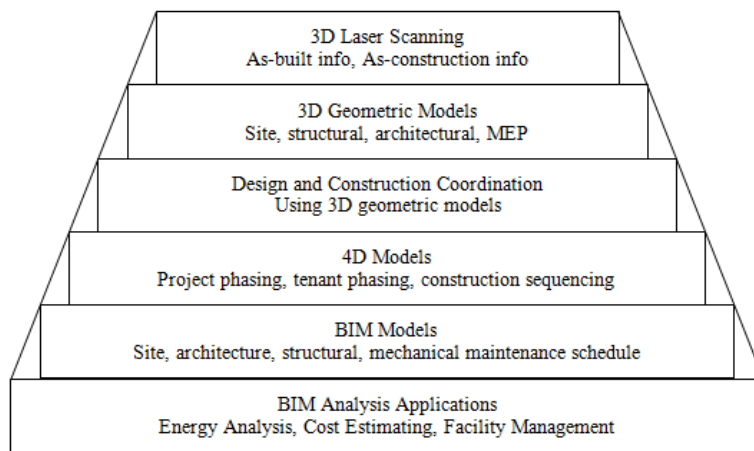 3D Laser Scanning
As-built info, As-construction info
3D Geometric Models
Site, structural, architectural, MEP
Design and Construction Coordination
Using 3D geometric models
4D Models
Project phasing, tenant phasing, construction sequencing
BIM Models
Site, architecture, structural, mechanical maintenance schedule
BIM Analysis Applications
Energy Analysis, Cost Estimating, Facility Management